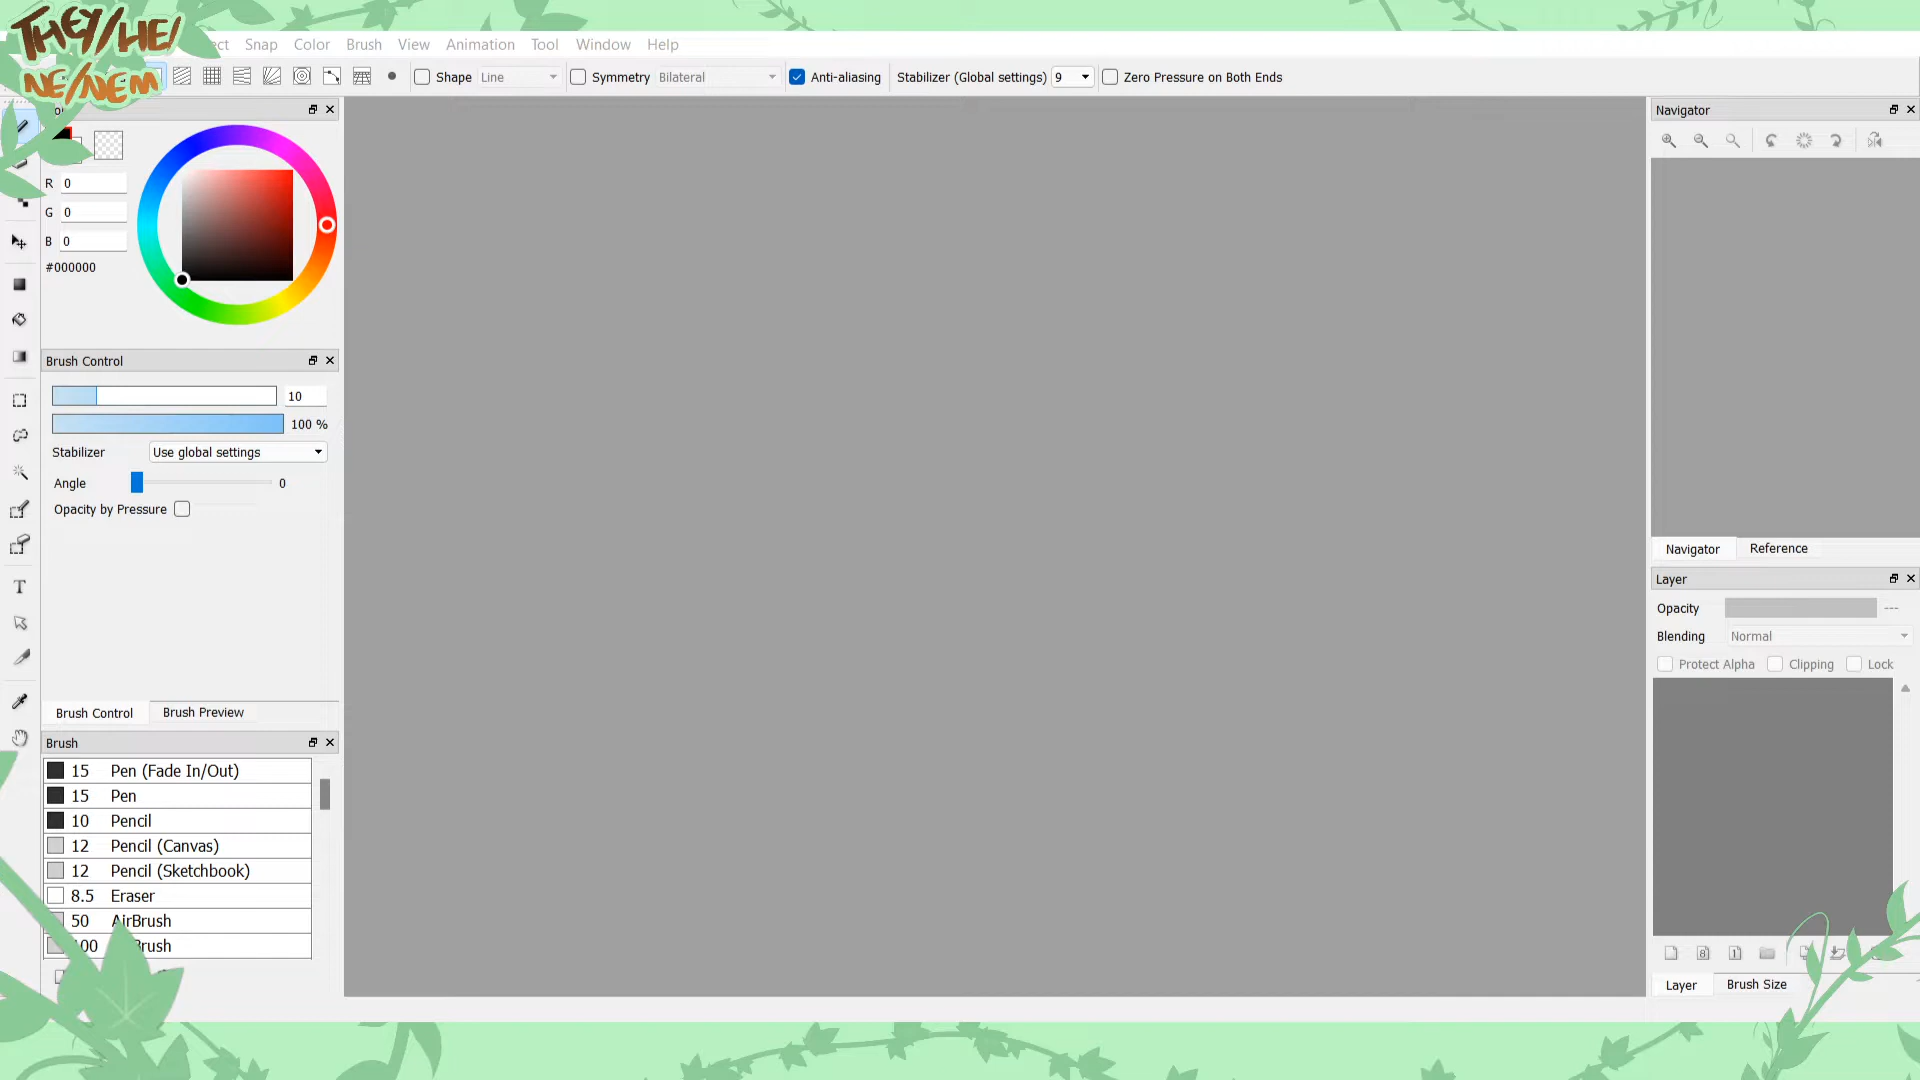 THEY/HE/
NE/NEM
Snap Color Brush View Animation Tool Window Help
Shape Line Symmetry Bilateral Anti-aliasing Stabilizer (Global settings) 9 Zero Pressure on Both Ends
R 0
G 0
B 0
#000000
Brush Control
10
100 %
Stabilizer Use global settings
Angle 0
Opacity by Pressure
Brush Control Brush Preview
Brush
15 Pen (Fade In/Out)
15 Pen
10 Pencil
12 Pencil (Canvas)
12 Pencil (Sketchbook)
8.5 Eraser
50 AirBrush
Navigator
Navigator Reference
Layer
Opacity ---
Blending Normal
Protect Alpha Clipping Lock
8 1
Layer Brush Size
T